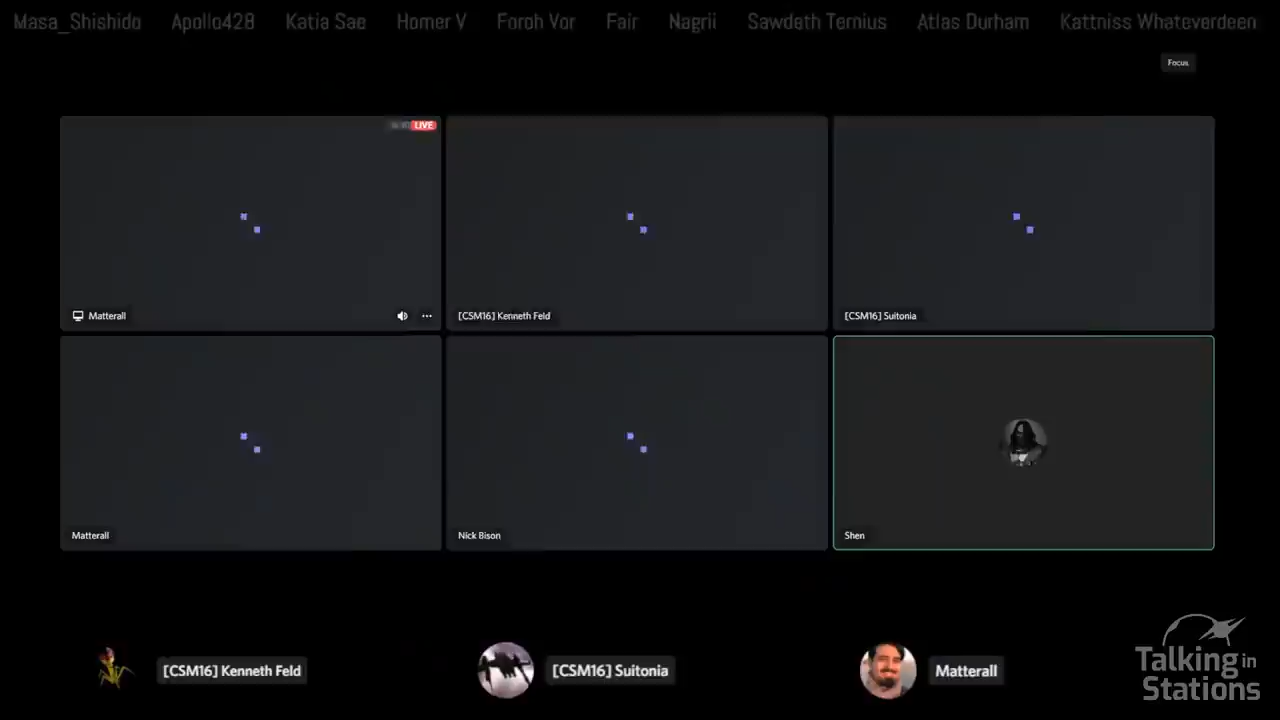 Masa_Shishido Apollo428 Katia Sae Homer V Foroh Vor Fair Nagrii Sawdath Ternius Atlas Durham Kattniss Whateverdeen
Focus
LIVE
Matterall
[CSM16] Kenneth Feld
[CSM16] Suitonia
Matterall
Nick Bison
Shen
[CSM16] Kenneth Feld
[CSM16] Suitonia
Matterall
Talking in
Stations